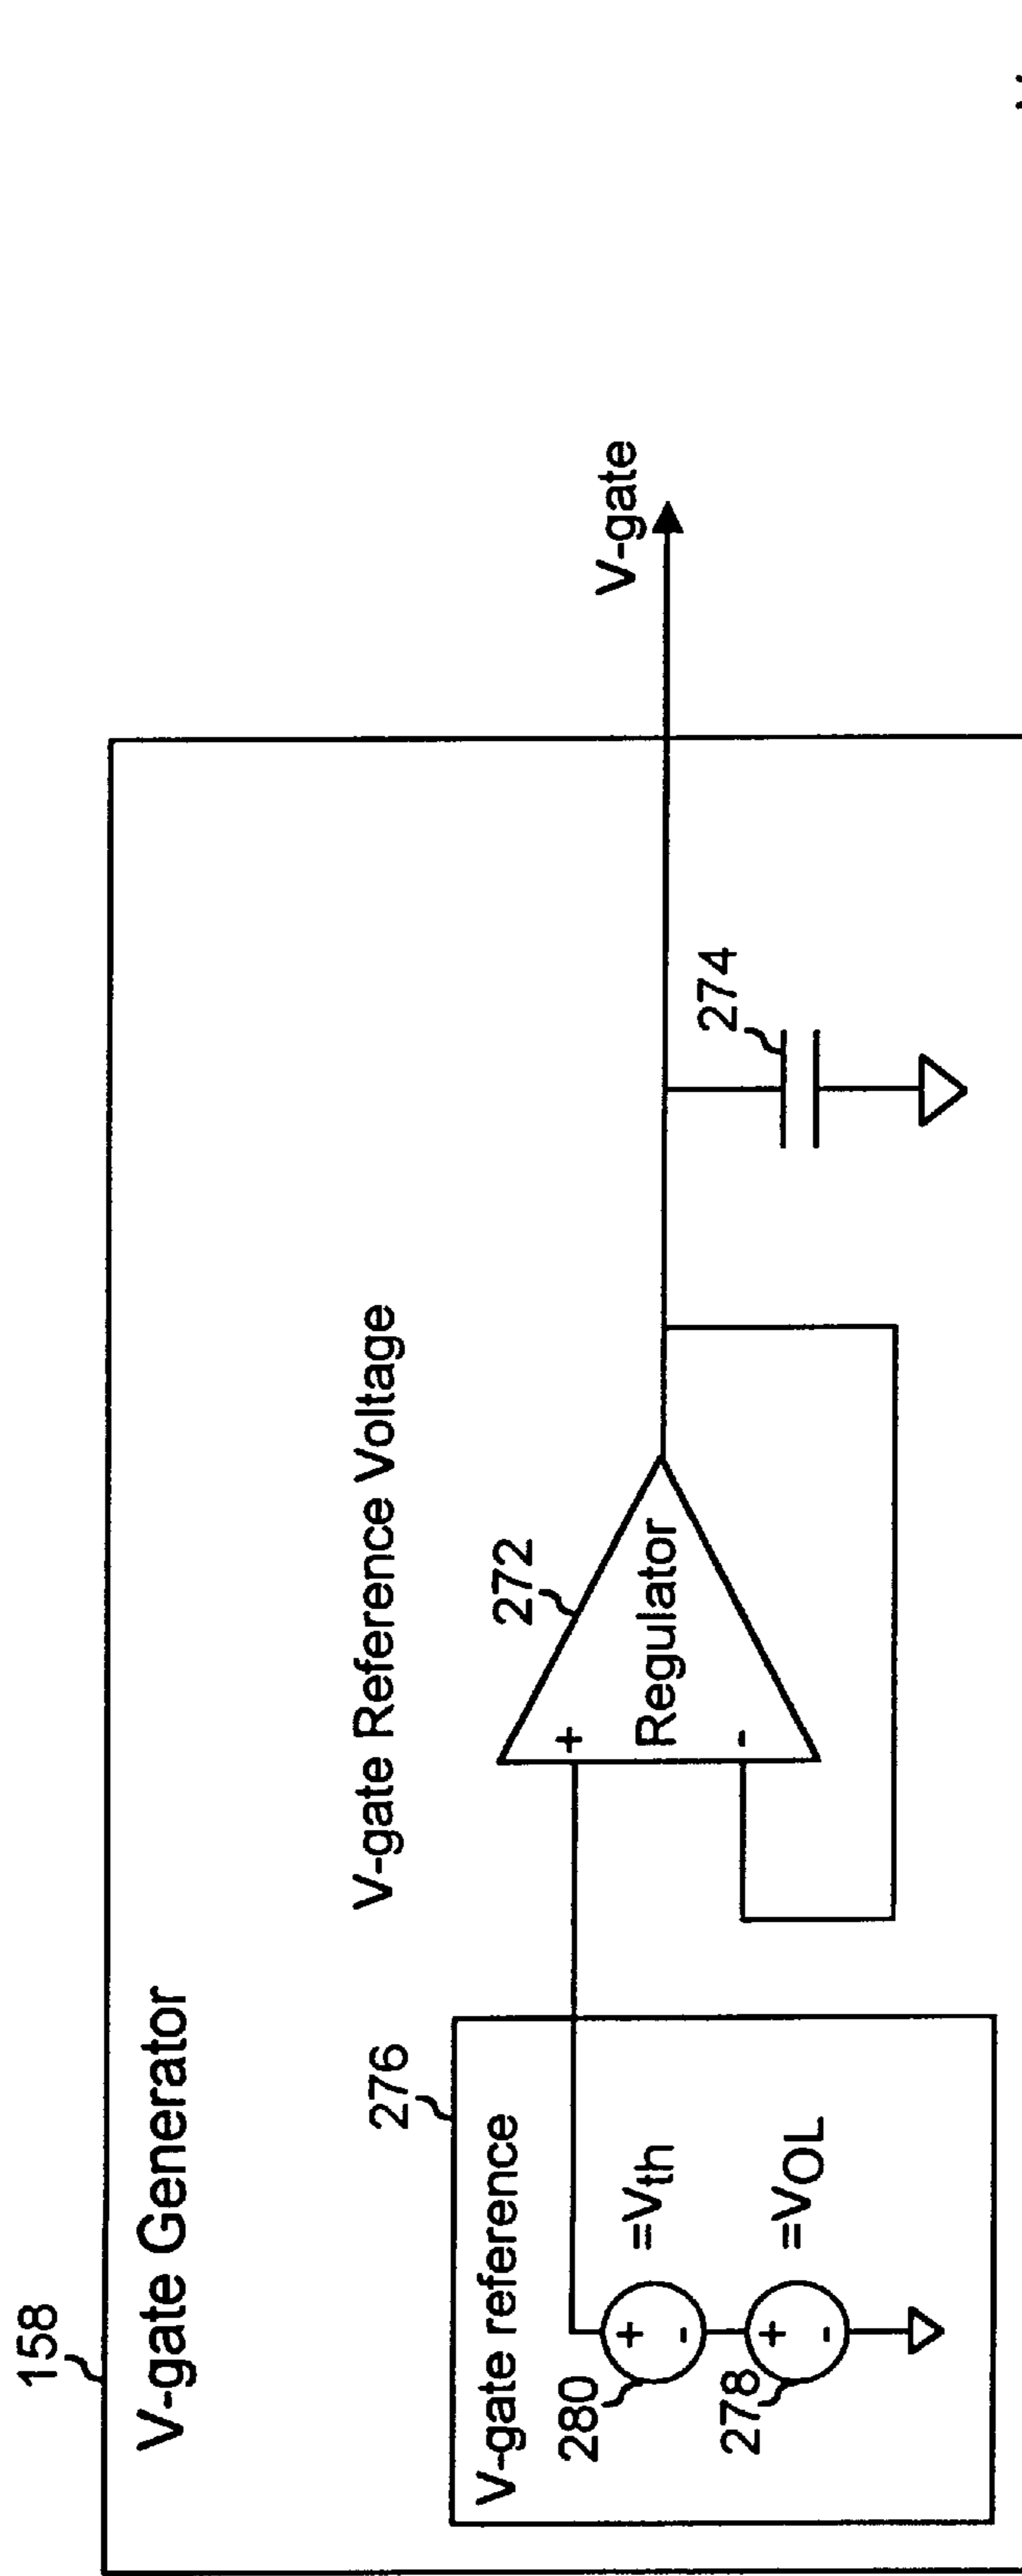 158
V-gate Generator
276
V-gate reference
280
+
-
=Vth
278
+
-
=VOL
V-gate Reference Voltage
272
+
-
Regulator
274
V-gate